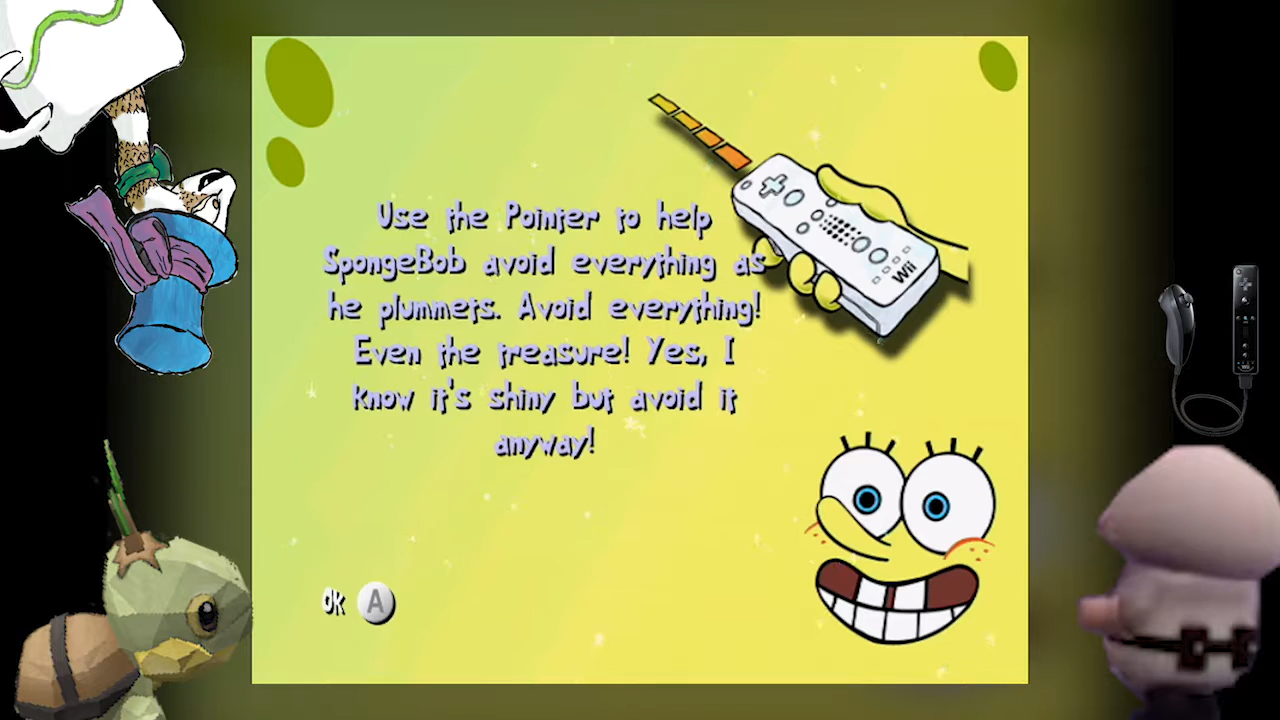 Use the Pointer to help
SpongeBob avoid everything as
he plummets. Avoid everything!
Even the treasure! Yes, I
know it's shiny but avoid it
anyway!
Wii
OK A